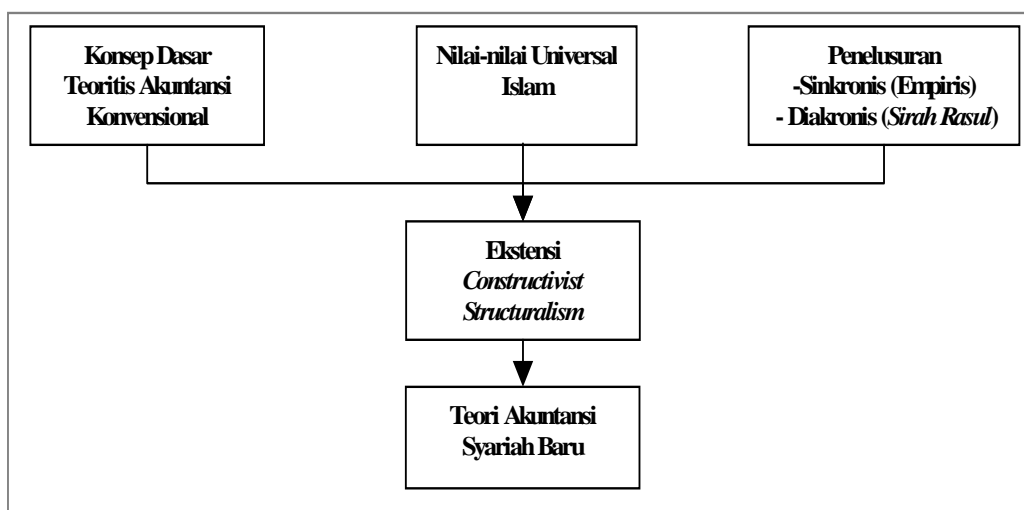 Konsep Dasar
Teoritis Akuntansi
Konvensional
Nilai-nilai Universal
Islam
Penelusuran
-Sinkronis (Empiris)
- Diakronis (Sirah Rasul)
Ekstensi
Constructivist
Structuralism
Teori Akuntansi
Syariah Baru